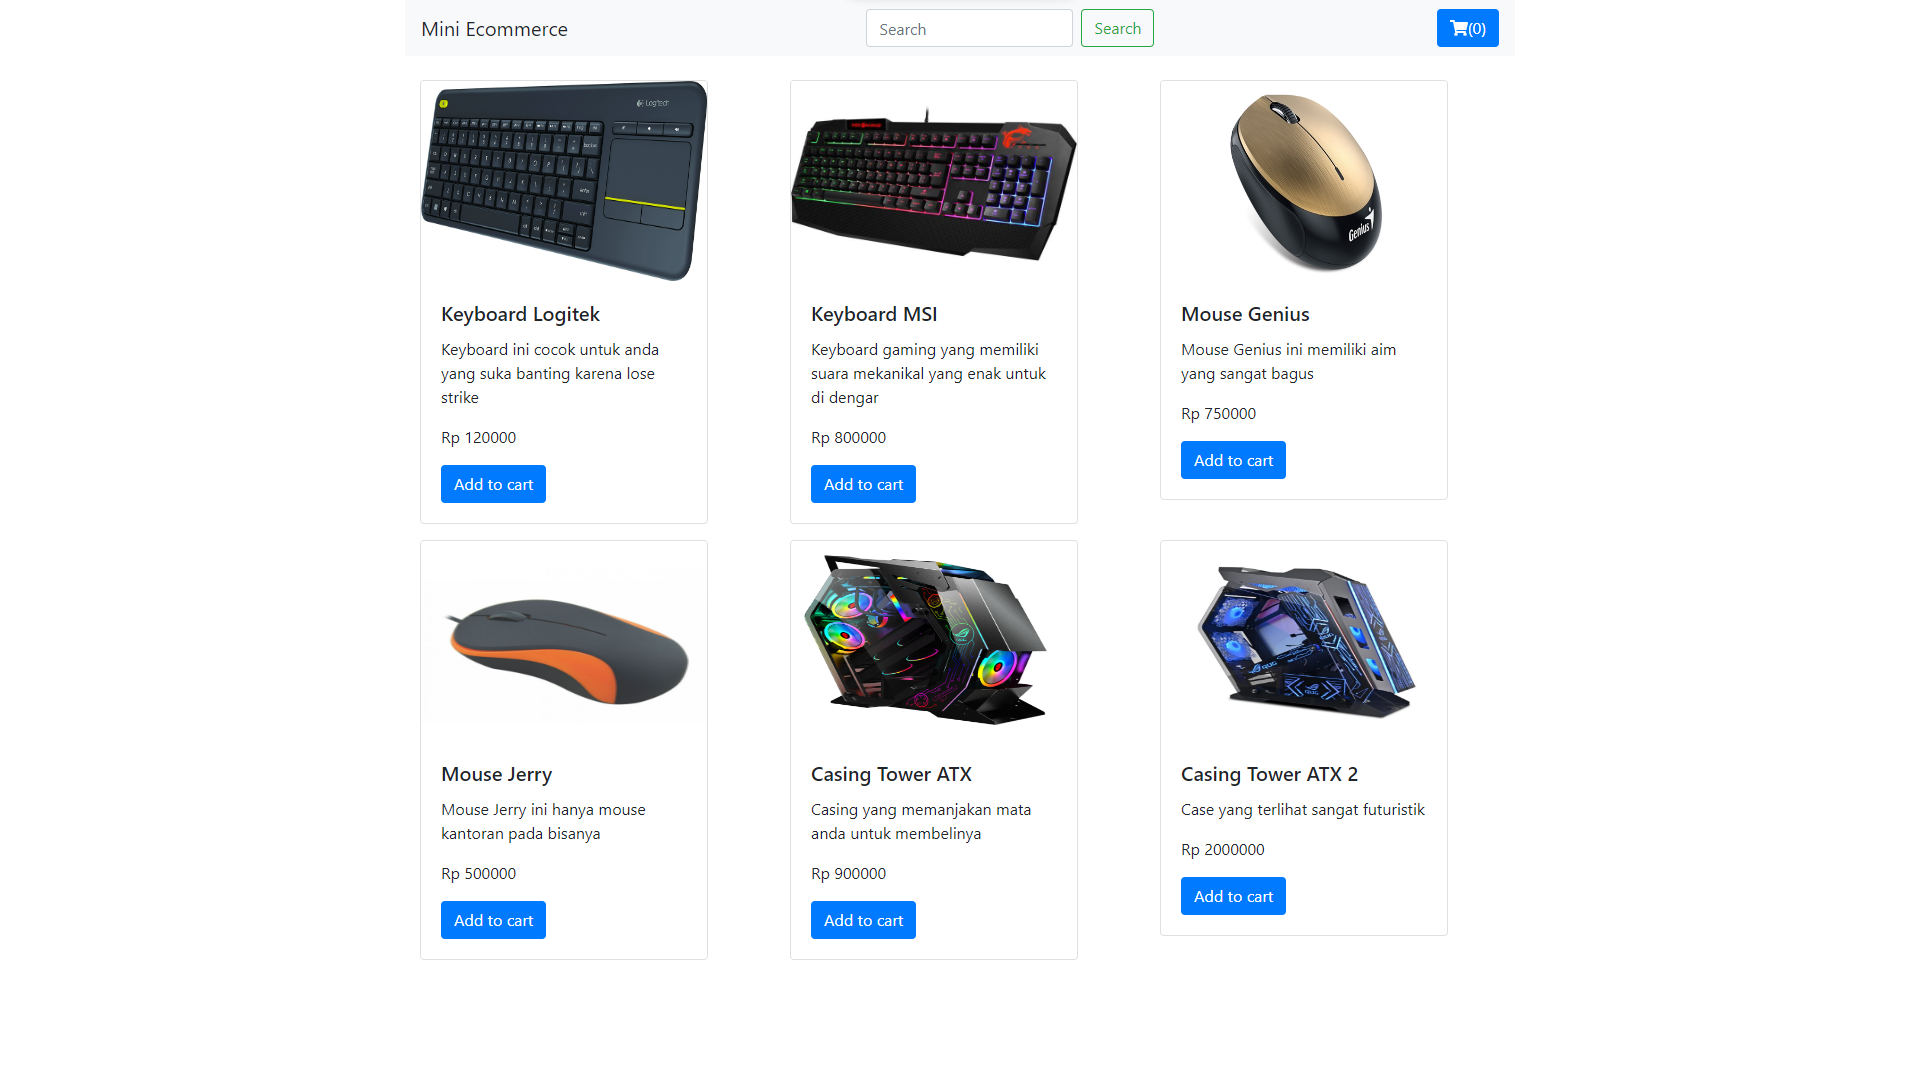 Mini Ecommerce
Search
Search
(0)
Logitech
Genius
Keyboard Logitek
Keyboard ini cocok untuk anda
yang suka banting karena lose
strike
Rp 120000
Add to cart
Keyboard MSI
Keyboard gaming yang memiliki
suara mekanikal yang enak untuk
di dengar
Rp 800000
Add to cart
Mouse Genius
Mouse Genius ini memiliki aim
yang sangat bagus
Rp 750000
Add to cart
Mouse Jerry
Mouse Jerry ini hanya mouse
kantoran pada bisanya
Rp 500000
Add to cart
Casing Tower ATX
Casing yang memanjakan mata
anda untuk membelinya
Rp 900000
Add to cart
Casing Tower ATX 2
Case yang terlihat sangat futuristik
Rp 2000000
Add to cart